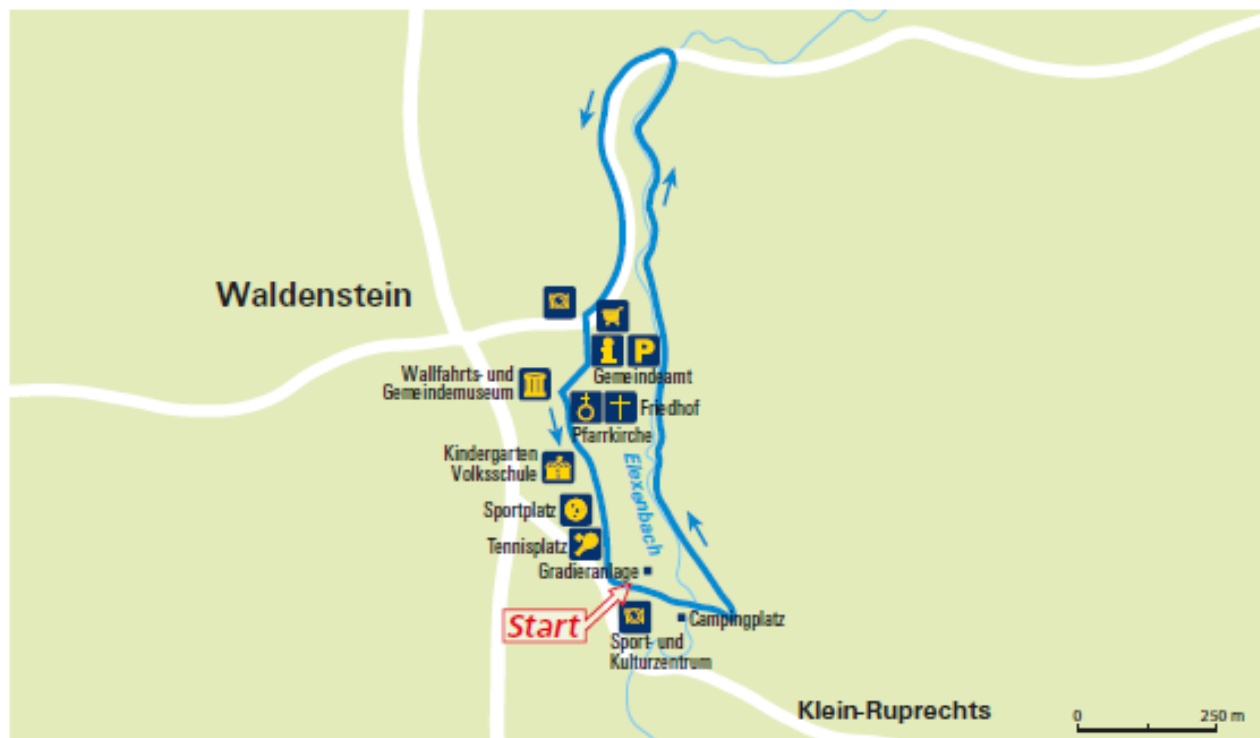 Waldenstein
P
Wallfahrts- und
Gemeindemuseum
Gemeindeamt
Friedhof
Pfarrkirche
Kindergarten
Volksschule
Elexenbach
Sportplatz
Tennisplatz
Gradieranlage
Start
Campingplatz
Sport- und
Kulturzentrum
Klein-Ruprechts
0 250 m